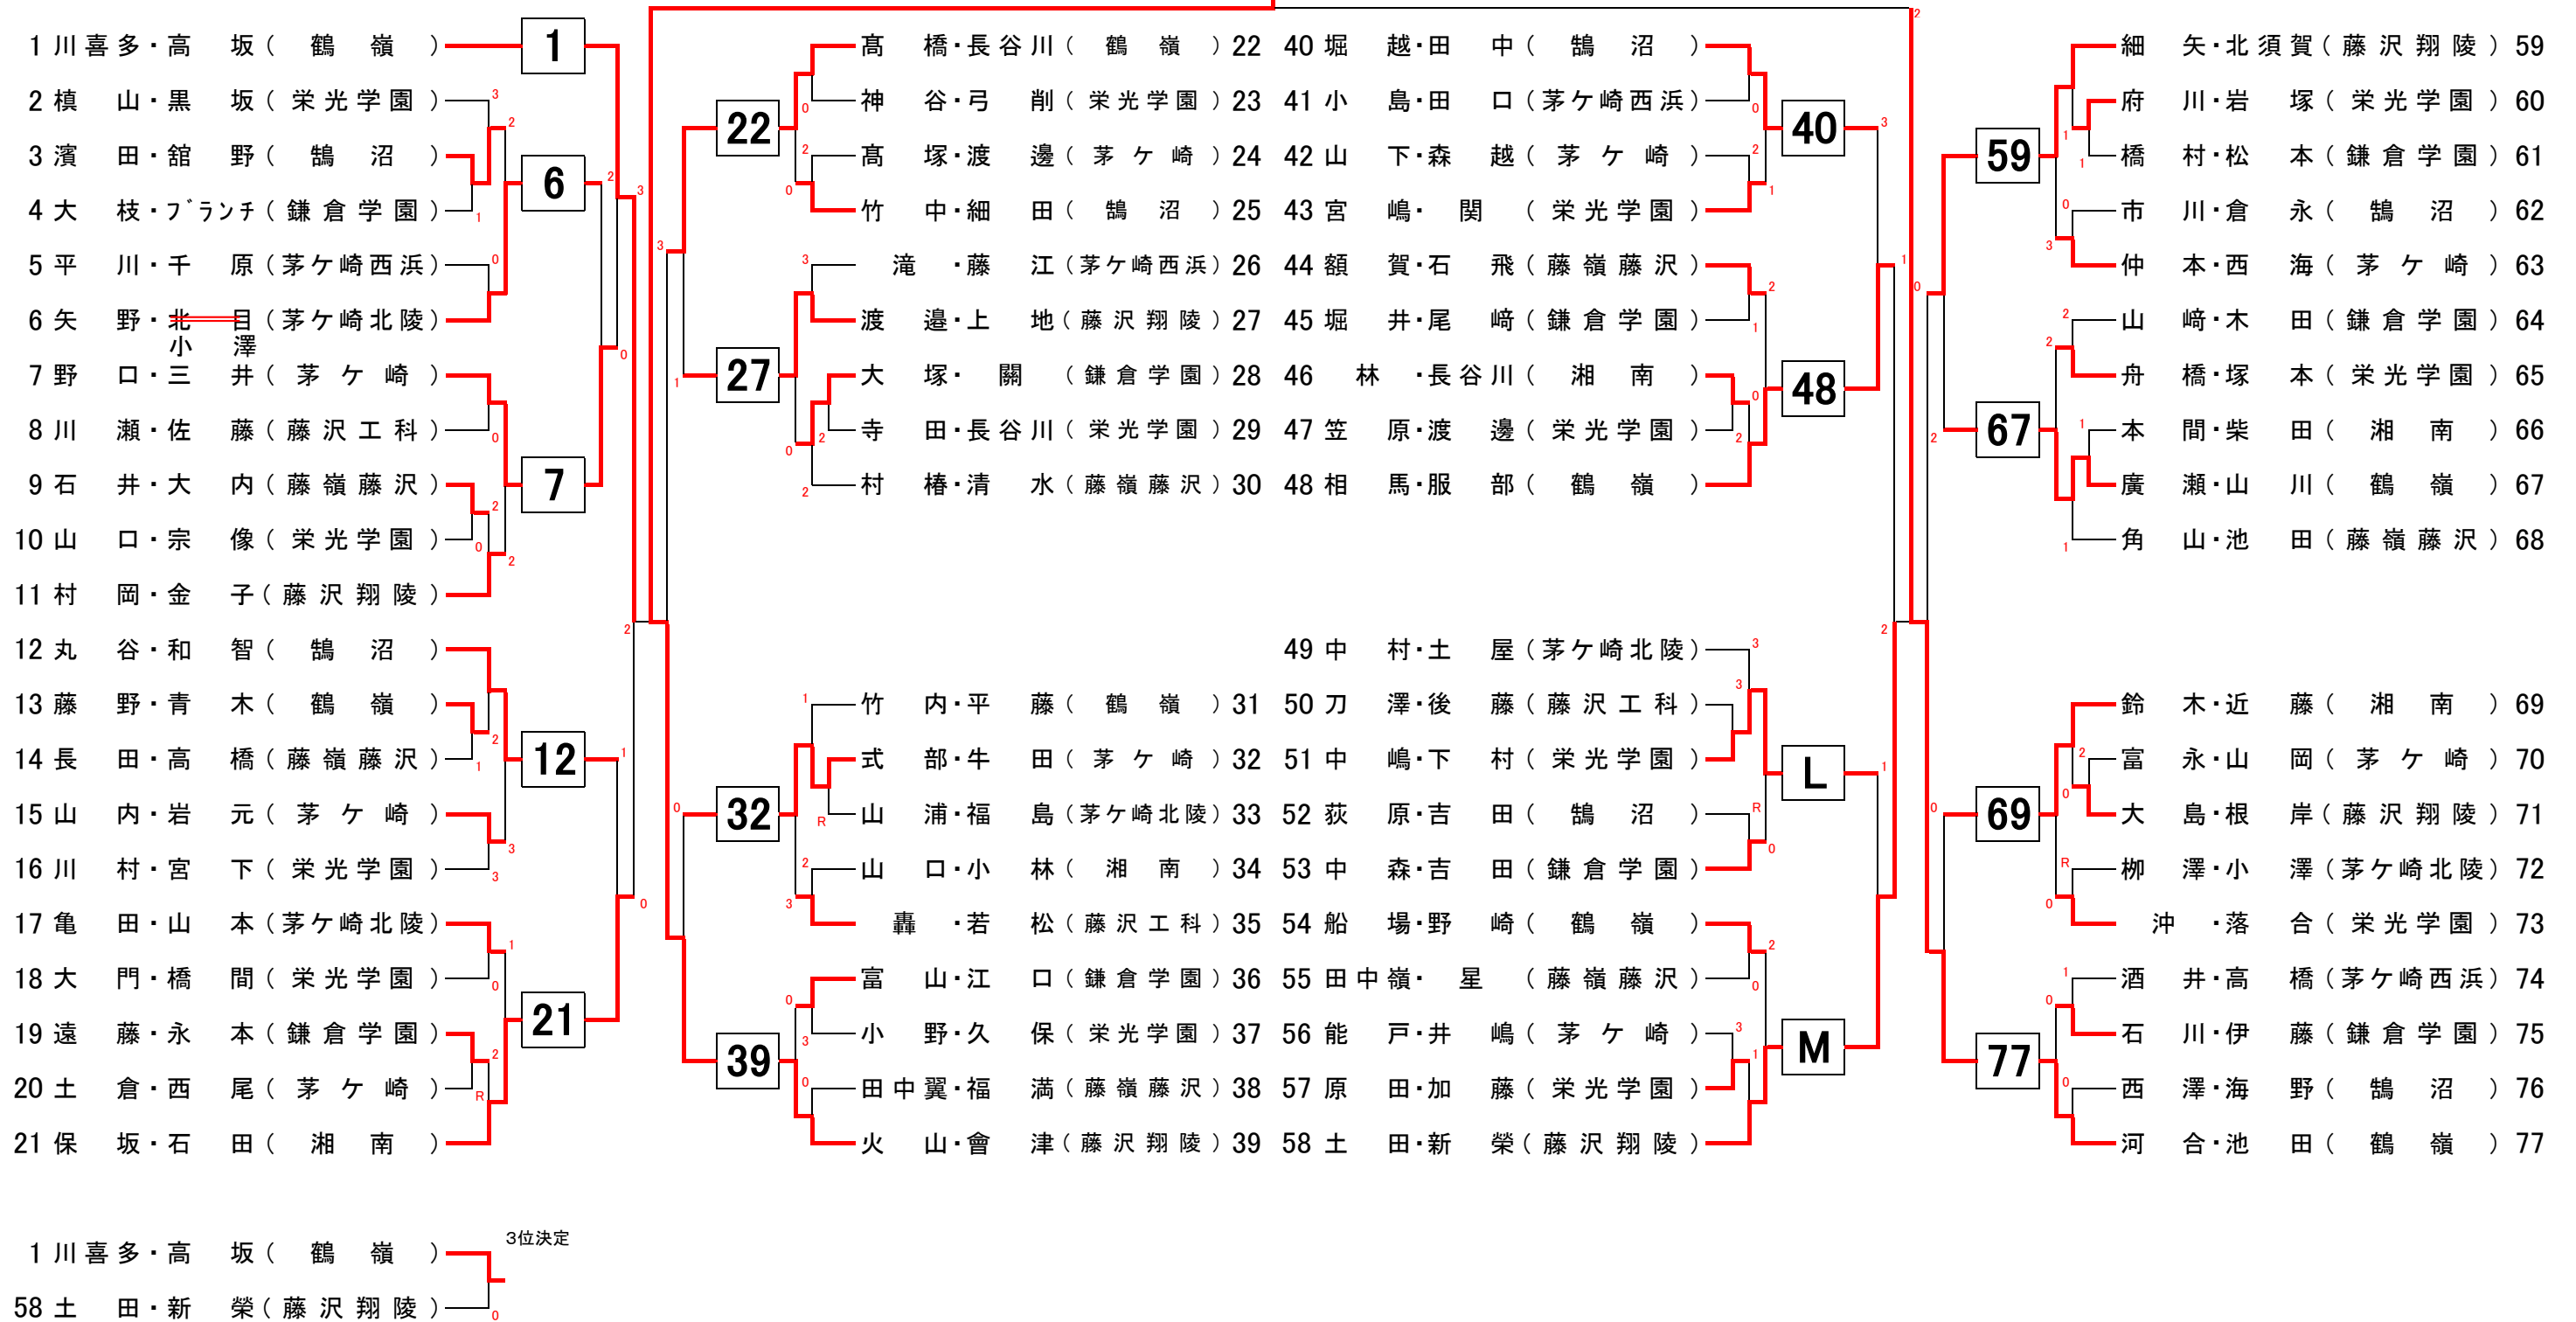 1 川喜多・高坂（鶴嶺）
2 槙山・黒坂（栄光学園）
3 濱田・舘野（鵠沼）
4 大枝・ブランチ（鎌倉学園）
5 平川・千原（茅ケ崎西浜）
6 矢野・北目（茅ケ崎北陵）
小澤
7 野口・三井（茅ケ崎）
8 川瀬・佐藤（藤沢工科）
9 石井・大内（藤嶺藤沢）
10 山口・宗像（栄光学園）
11 村岡・金子（藤沢翔陵）
12 丸谷・和智（鵠沼）
13 藤野・青木（鶴嶺）
14 長田・高橋（藤嶺藤沢）
15 山内・岩元（茅ケ崎）
16 川村・宮下（栄光学園）
17 亀田・山本（茅ケ崎北陵）
18 大門・橋間（栄光学園）
19 遠藤・永本（鎌倉学園）
20 土倉・西尾（茅ケ崎）
21 保坂・石田（湘南）
1
6
7
12
21
髙橋・長谷川（鶴嶺）22
神谷・弓削（栄光学園）23
髙塚・渡邊（茅ケ崎）24
竹中・細田（鵠沼）25
滝・藤江（茅ケ崎西浜）26
渡邉・上地（藤沢翔陵）27
大塚・關（鎌倉学園）28
寺田・長谷川（栄光学園）29
村椿・清水（藤嶺藤沢）30
竹内・平藤（鶴嶺）31
式部・牛田（茅ケ崎）32
山浦・福島（茅ケ崎北陵）33
山口・小林（湘南）34
轟・若松（藤沢工科）35
富山・江口（鎌倉学園）36
小野・久保（栄光学園）37
田中翼・福満（藤嶺藤沢）38
火山・會津（藤沢翔陵）39
22
27
32
39
40 堀越・田中（鵠沼）
41 小島・田口（茅ケ崎西浜）
42 山下・森越（茅ケ崎）
43 宮嶋・関（栄光学園）
44 額賀・石飛（藤嶺藤沢）
45 堀井・尾﨑（鎌倉学園）
46 林・長谷川（湘南）
47 笠原・渡邊（栄光学園）
48 相馬・服部（鶴嶺）
49 中村・土屋（茅ケ崎北陵）
50 刀澤・後藤（藤沢工科）
51 中嶋・下村（栄光学園）
52 荻原・吉田（鵠沼）
53 中森・吉田（鎌倉学園）
54 船場・野崎（鶴嶺）
55 田中嶺・星（藤嶺藤沢）
56 能戸・井嶋（茅ケ崎）
57 原田・加藤（栄光学園）
58 土田・新榮（藤沢翔陵）
40
48
L
M
細矢・北須賀（藤沢翔陵）59
府川・岩塚（栄光学園）60
橋村・松本（鎌倉学園）61
市川・倉永（鵠沼）62
仲本・西海（茅ケ崎）63
山﨑・木田（鎌倉学園）64
舟橋・塚本（栄光学園）65
本間・柴田（湘南）66
廣瀬・山川（鶴嶺）67
角山・池田（藤嶺藤沢）68
鈴木・近藤（湘南）69
富永・山岡（茅ケ崎）70
大島・根岸（藤沢翔陵）71
栁澤・小澤（茅ケ崎北陵）72
沖・落合（栄光学園）73
酒井・高橋（茅ケ崎西浜）74
石川・伊藤（鎌倉学園）75
西澤・海野（鵠沼）76
河合・池田（鶴嶺）77
59
67
69
77
3位決定
1 川喜多・高坂（鶴嶺）
58 土田・新榮（藤沢翔陵）
0